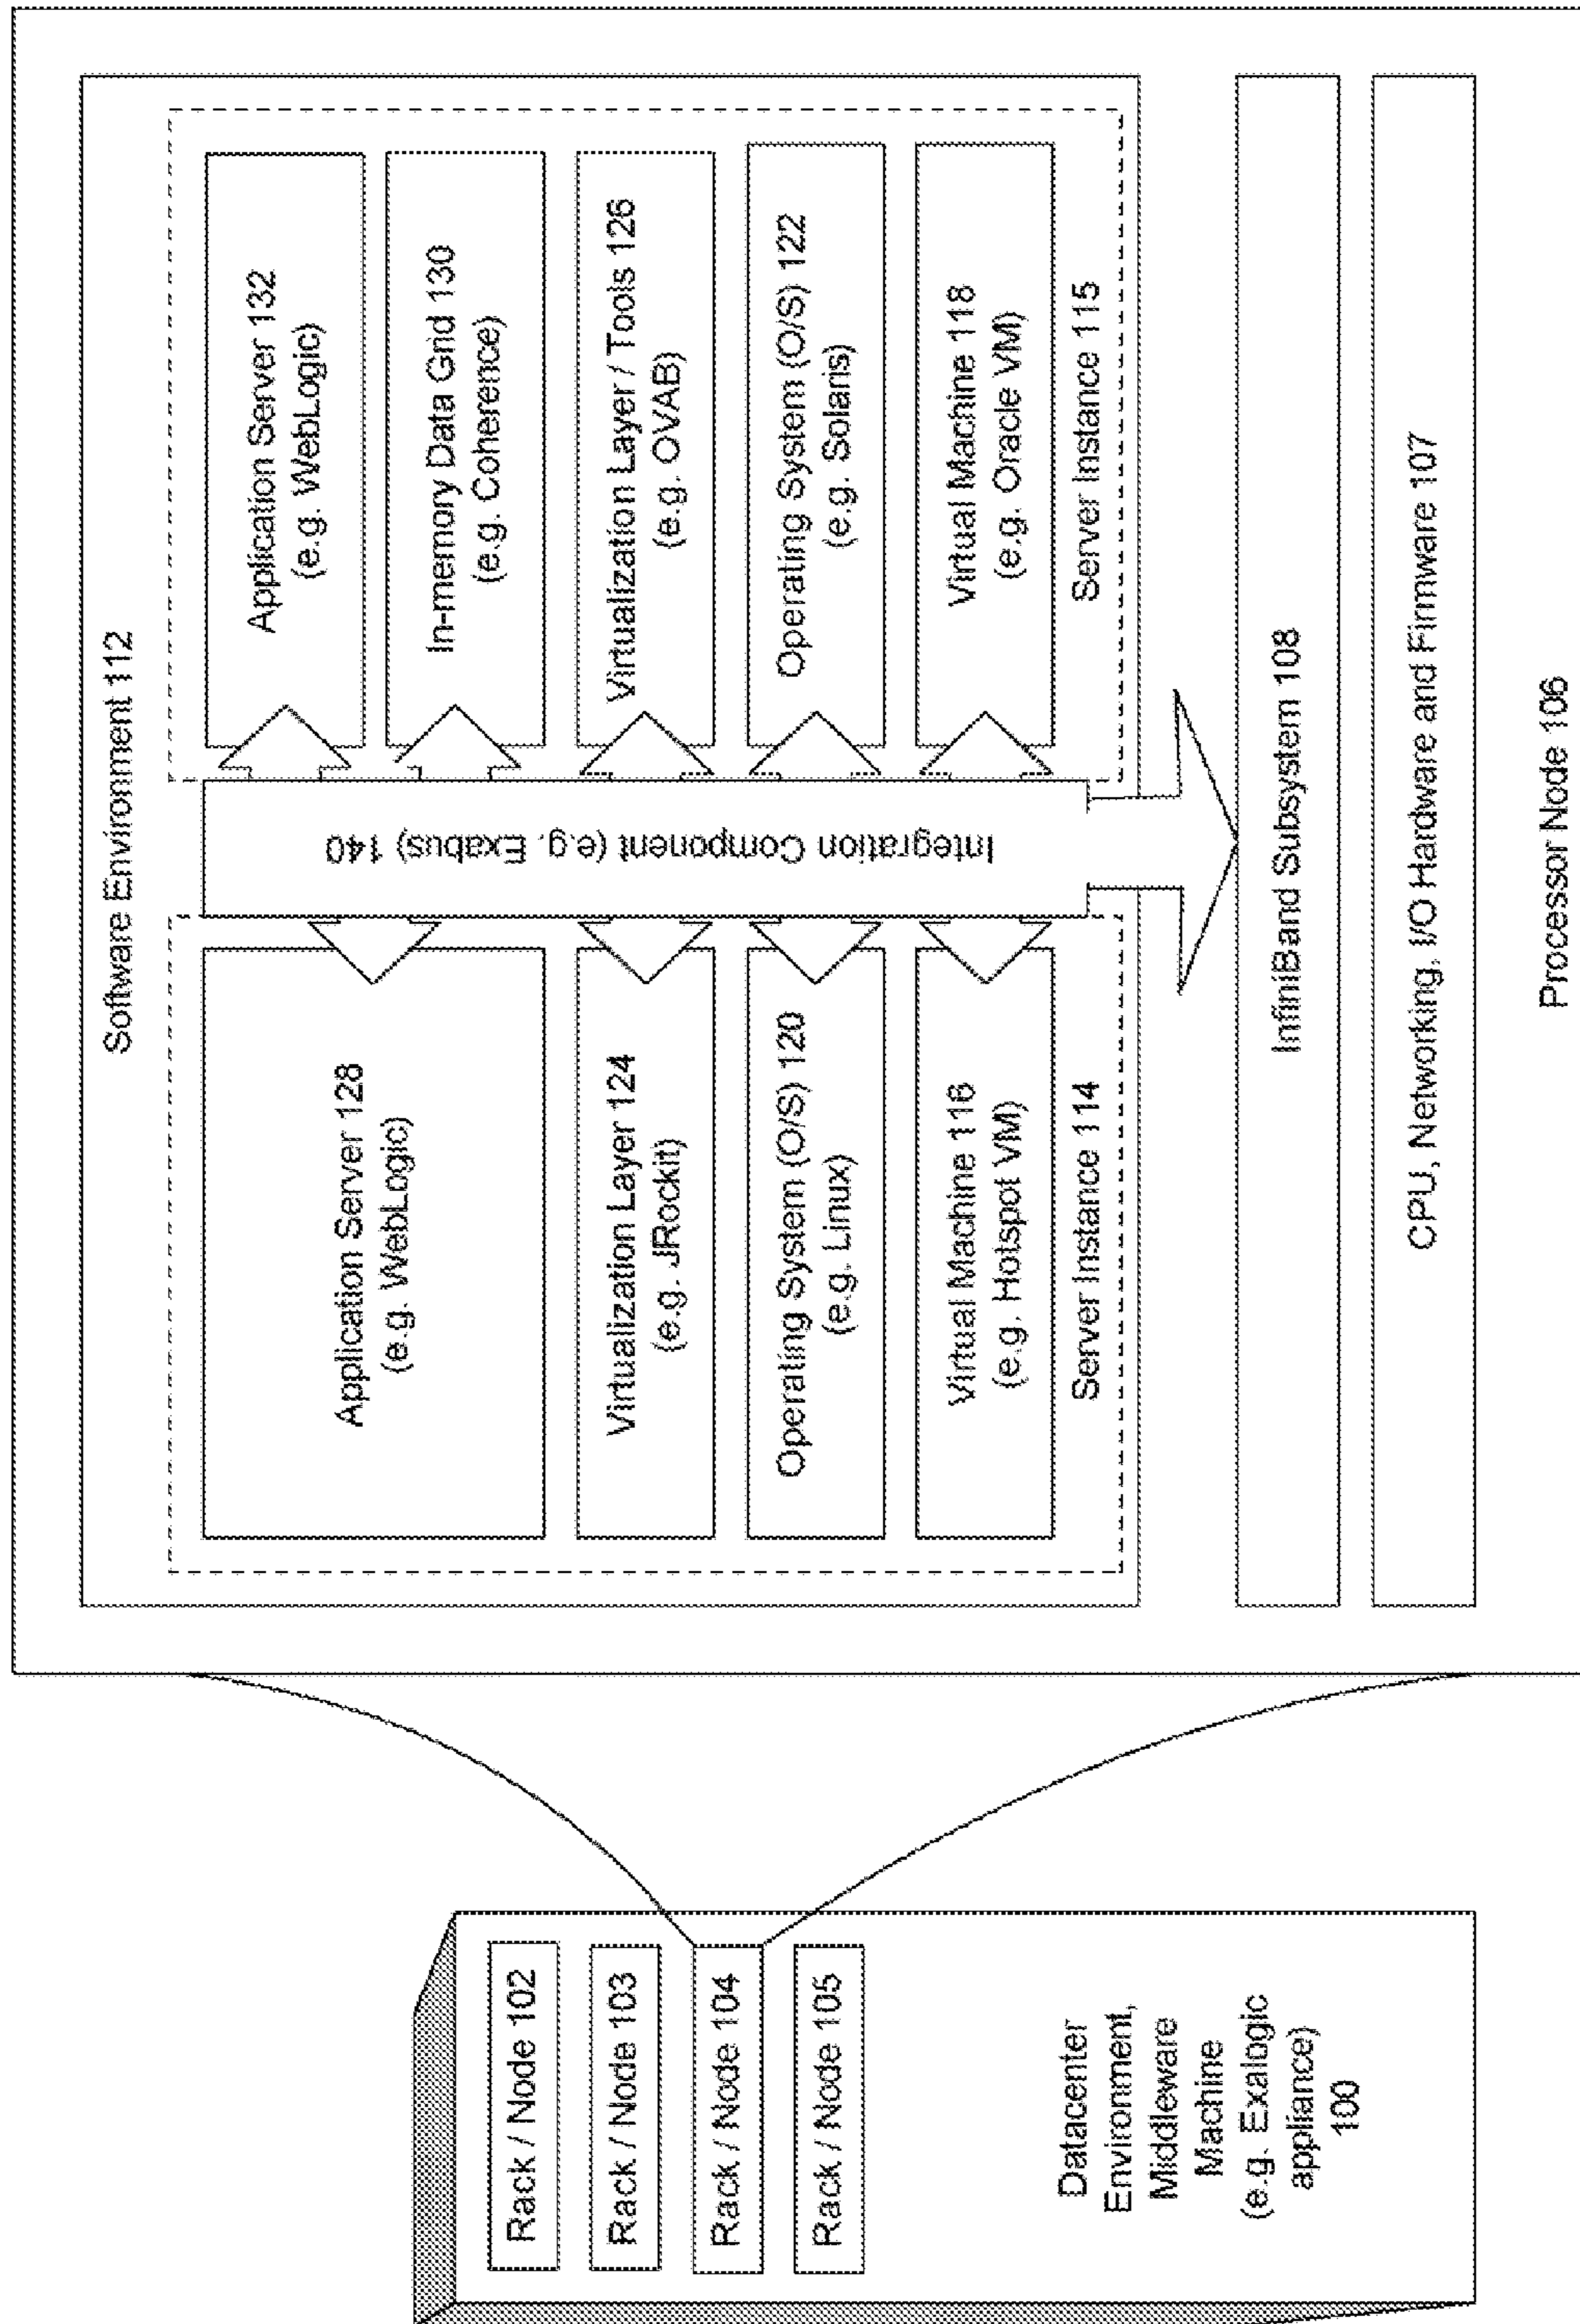 Rack / Node 102
Rack / Node 103
Rack / Node 104
Rack / Node 105
Datacenter
Environment,
Middleware
Machine
(e.g. Exalogic
appliance)
100
Software Environment 112
Application Server 128
(e.g. WebLogic)
Virtualization Layer 124
(e.g. JRockit)
Operating System (O/S) 120
(e.g. Linux)
Virtual Machine 116
(e.g. Hotspot VM)
Server Instance 114
Integration Component (e.g. Exabus) 140
Application Server 132
(e.g. WebLogic)
In-memory Data Grid 130
(e.g. Coherence)
Virtualization Layer / Tools 126
(e.g. OVAB)
Operating System (O/S) 122
(e.g. Solaris)
Virtual Machine 118
(e.g. Oracle VM)
Server Instance 115
InfiniBand Subsystem 108
CPU, Networking, I/O Hardware and Firmware 107
Processor Node 106